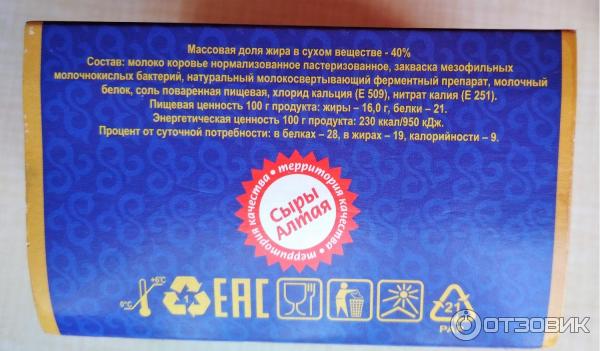 Массовая доля жира в сухом веществе - 40%
Состав: молоко коровье нормализованное пастеризованное, закваска мезофильных
молочнокислых бактерий, натуральный молокосвертывающий ферментный препарат, молочный
белок, соль поваренная пищевая, хлорид кальция (Е 509), нитрат калия (Е 251).
Пищевая ценность 100 г продукта: жиры – 16,0 г, белки – 21.
Энергетическая ценность 100 г продукта: 230 ккал/950 кДж.
Процент от суточной потребности: в белках – 28, в жирах – 19, калорийности – 9.
• территория качества • территория качества
Сыры
Алтая
+6°C
0°C
1
EAC
21
PAP
ОТЗОВИК